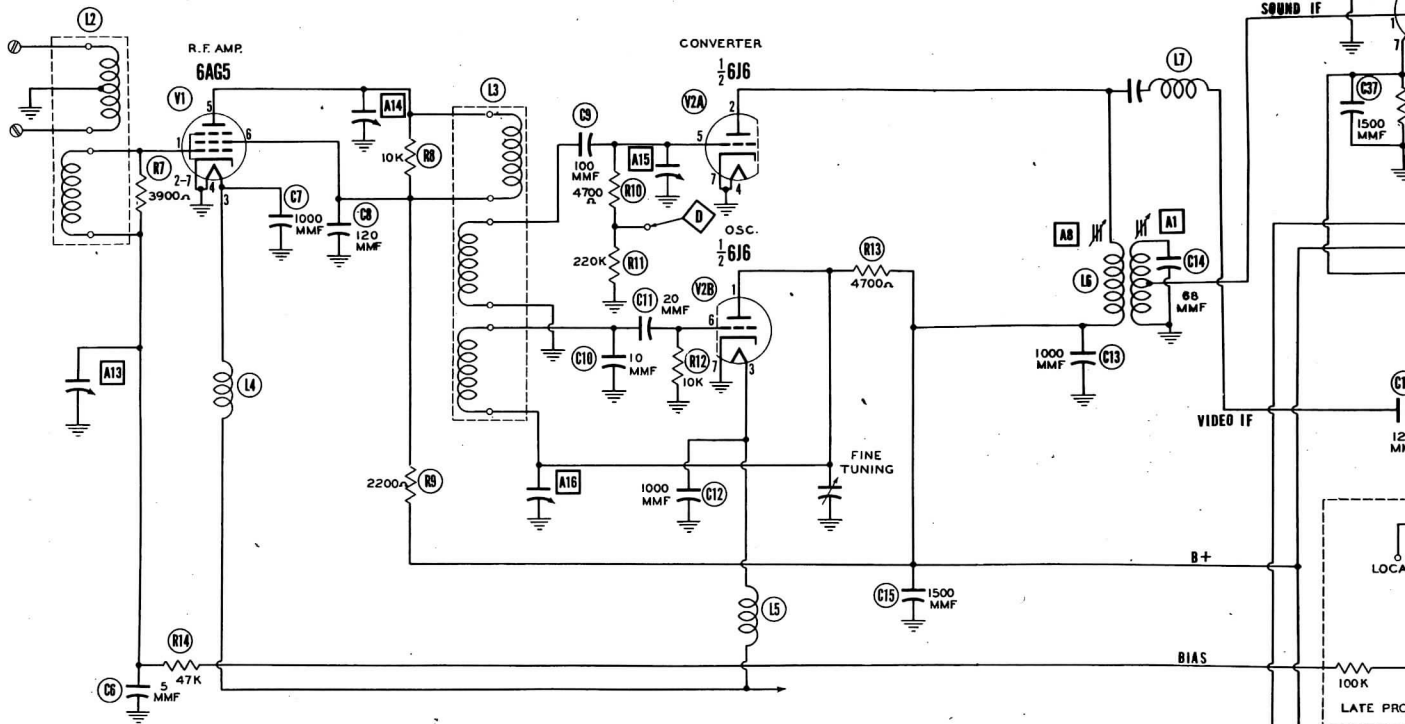 L2
R.F. AMP.
6AG5
V1
5
1
6
2-7
4
3
R7
3900Ω
C7
1000
MMF
A14
10K
R8
C8
120
MMF
L3
C9
100
MMF
4700
Ω
R10
A15
D
220K
R11
CONVERTER
½ 6J6
V2A
2
5
7
4
OSC.
½ 6J6
V2B
1
6
7
3
C11
20
MMF
C10
10
MMF
R12
10K
R13
4700Ω
L7
SOUND IF
1
7
C37
1500
MMF
A8
A1
L6
C14
68
MMF
1000
MMF
C13
VIDEO IF
A13
L4
2200Ω
R9
A16
1000
MMF
C12
FINE
TUNING
B+
C15
1500
MMF
L5
R14
47K
BIAS
C6
5
MMF
100K
LATE PRO
LOCA
C1
12